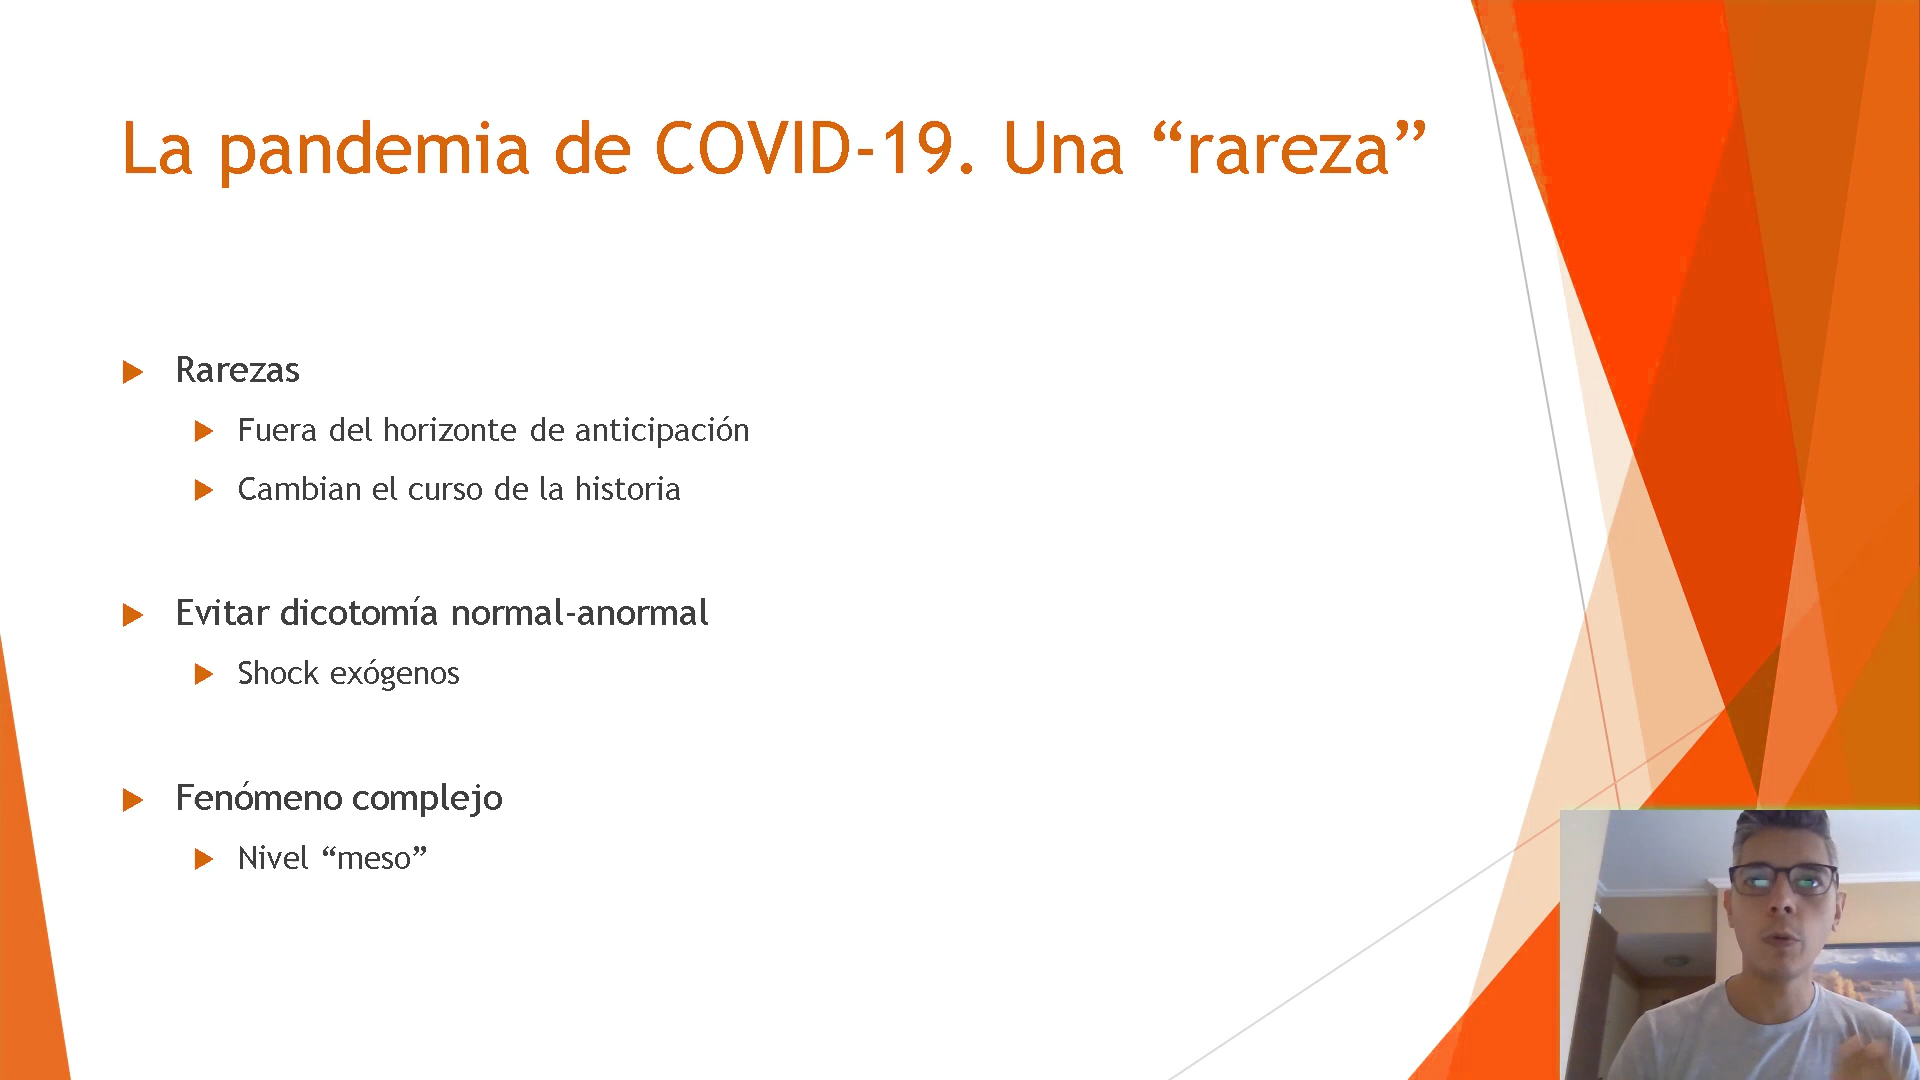 La pandemia de COVID-19. Una “rareza”
Rarezas
Fuera del horizonte de anticipación
Cambian el curso de la historia
Evitar dicotomía normal-anormal
Shock exógenos
Fenómeno complejo
Nivel “meso”